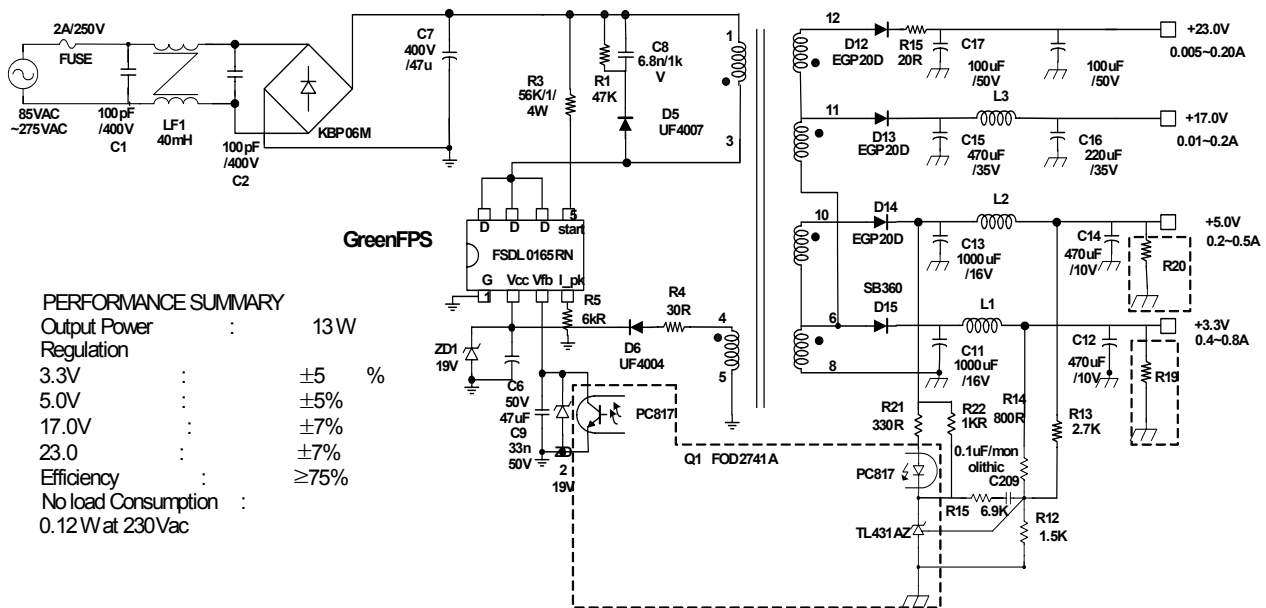 2A/250V
FUSE
85VAC
~275VAC
100pF
/400V
C1
LF1
40mH
100pF
/400V
C2
KBP06M
C7
400V
/47u
R3
56K/1/
4W
R1
47K
C8
6.8n/1k
V
D5
UF4007
1
3
12
D12
EGP20D
R15
20R
C17
100uF
/50V
100uF
/50V
+23.0V
0.005~0.20A
11
D13
EGP20D
C15
470uF
/35V
L3
C16
220uF
/35V
+17.0V
0.01~0.2A
10
D14
EGP20D
C13
1000uF
/16V
L2
C14
470uF
/10V
R20
+5.0V
0.2~0.5A
6
SB360
D15
8
C11
1000uF
/16V
L1
C12
470uF
/10V
R19
+3.3V
0.4~0.8A
GreenFPS
D D D 5
start
FSDL0165RN
G Vcc Vfb I_pk
1
R5
6kR
ZD1
19V
C6
50V
47uF
C9
33n
50V
ZD
2
19V
D6
UF4004
R4
30R
4
5
PC817
Q1 FOD2741A
R21
330R
R22
1KR
R14
800R
R13
2.7K
0.1uF/mon
olithic
C209
PC817
R15 6.9K
TL431AZ
R12
1.5K
PERFORMANCE SUMMARY
Output Power : 13W
Regulation
3.3V : ±5 %
5.0V : ±5%
17.0V : ±7%
23.0 : ±7%
Efficiency : ≥75%
No load Consumption :
0.12 W at 230Vac